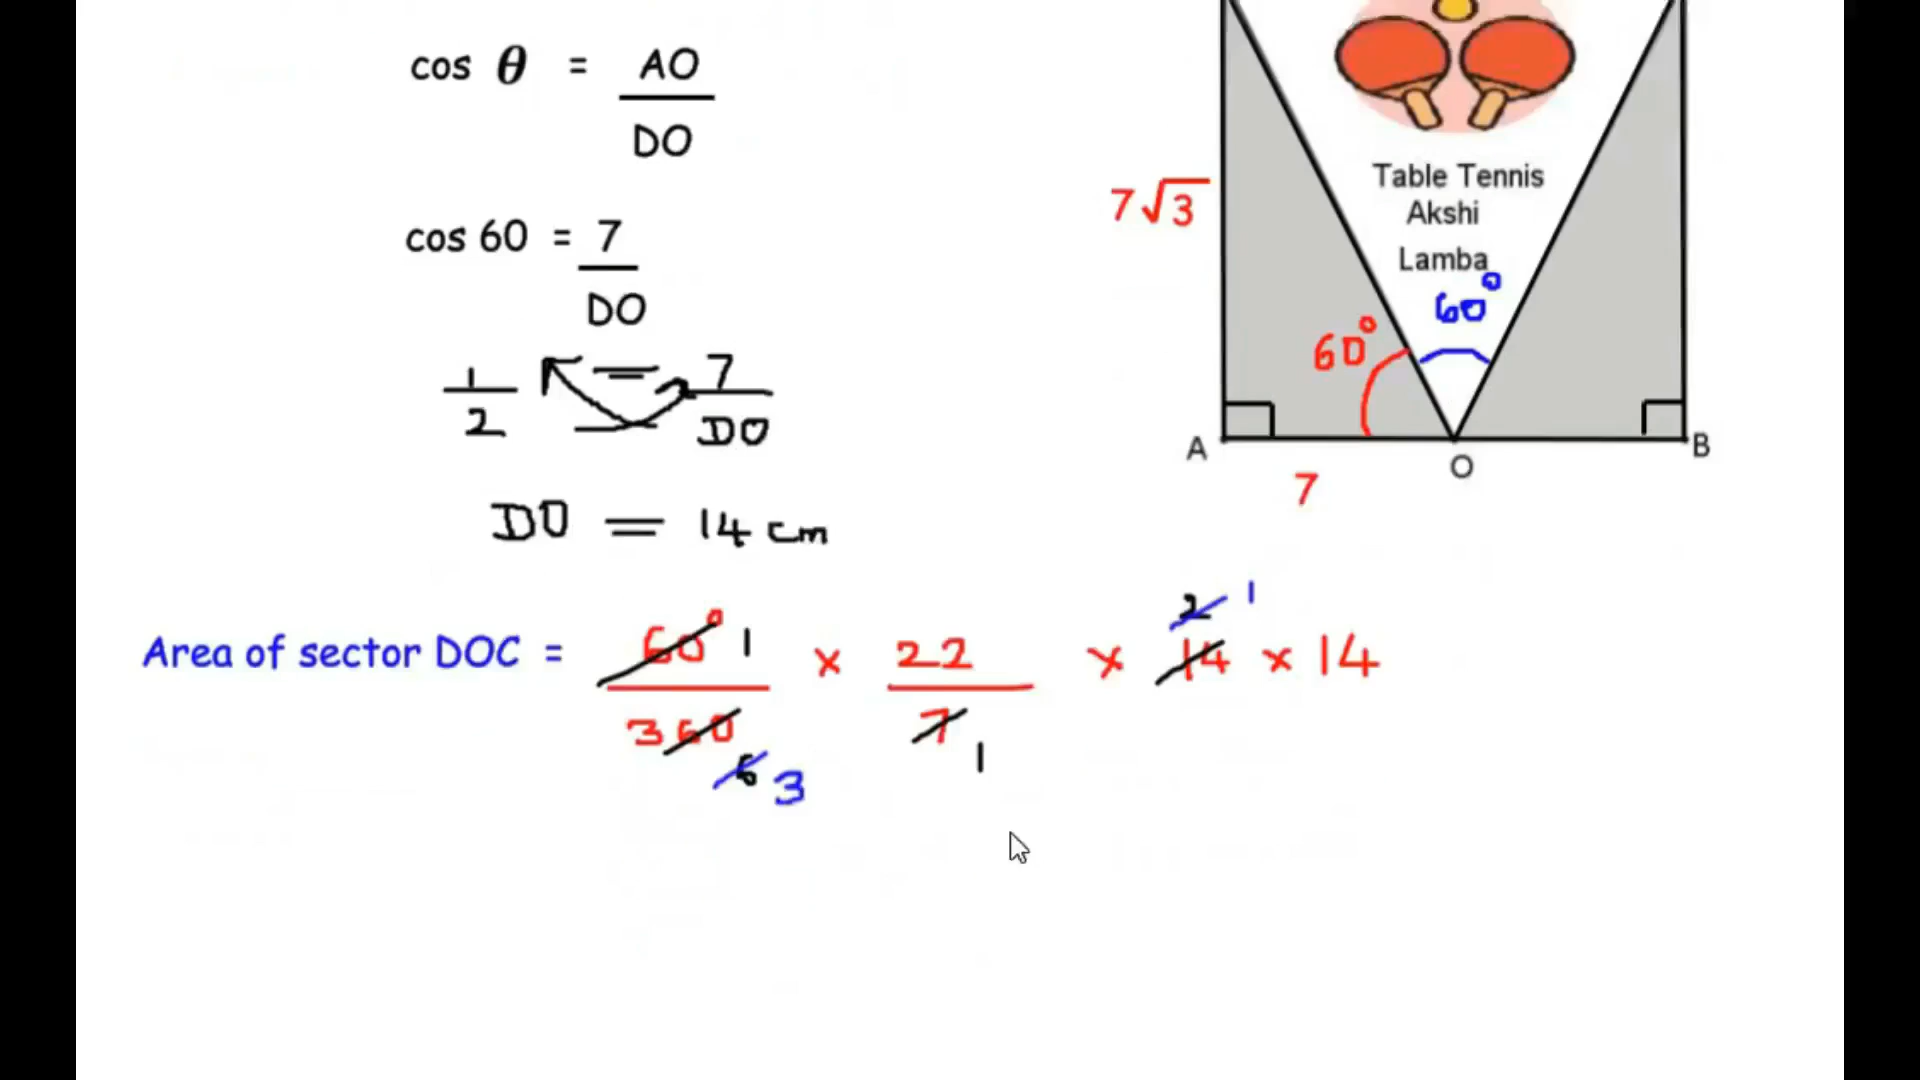 cos θ = AO
DO
cos 60 = 7
DO
1 = 7
2 DO
DO = 14 cm
Area of sector DOC = 60° 1 × 22 × 14 2 1 × 14
360 6 3 7 1
Table Tennis
Akshi
Lamba
7√3
60°
60°
A
O
B
7